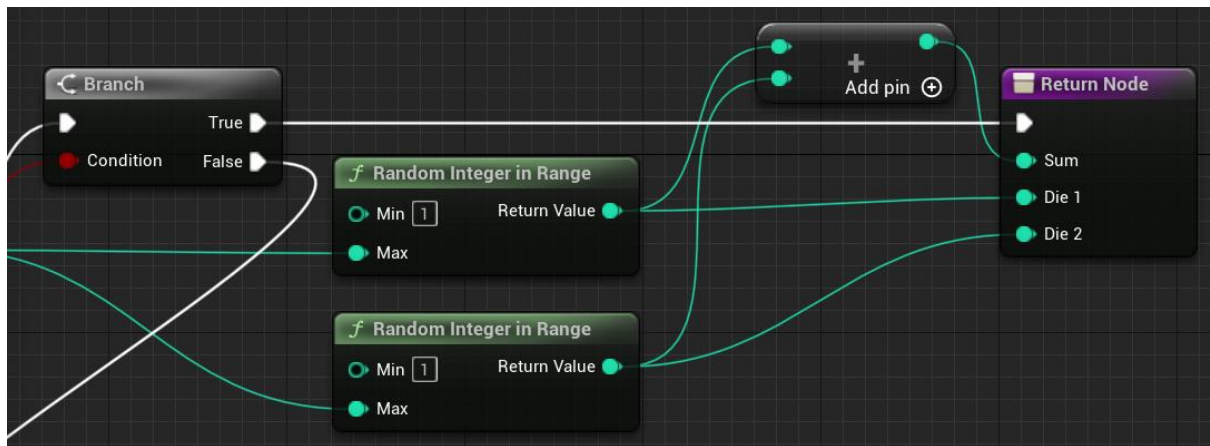 Branch
True
Condition
False
f Random Integer in Range
Min 1
Return Value
Max
f Random Integer in Range
Min 1
Return Value
Max
+
Add pin +
Return Node
Sum
Die 1
Die 2